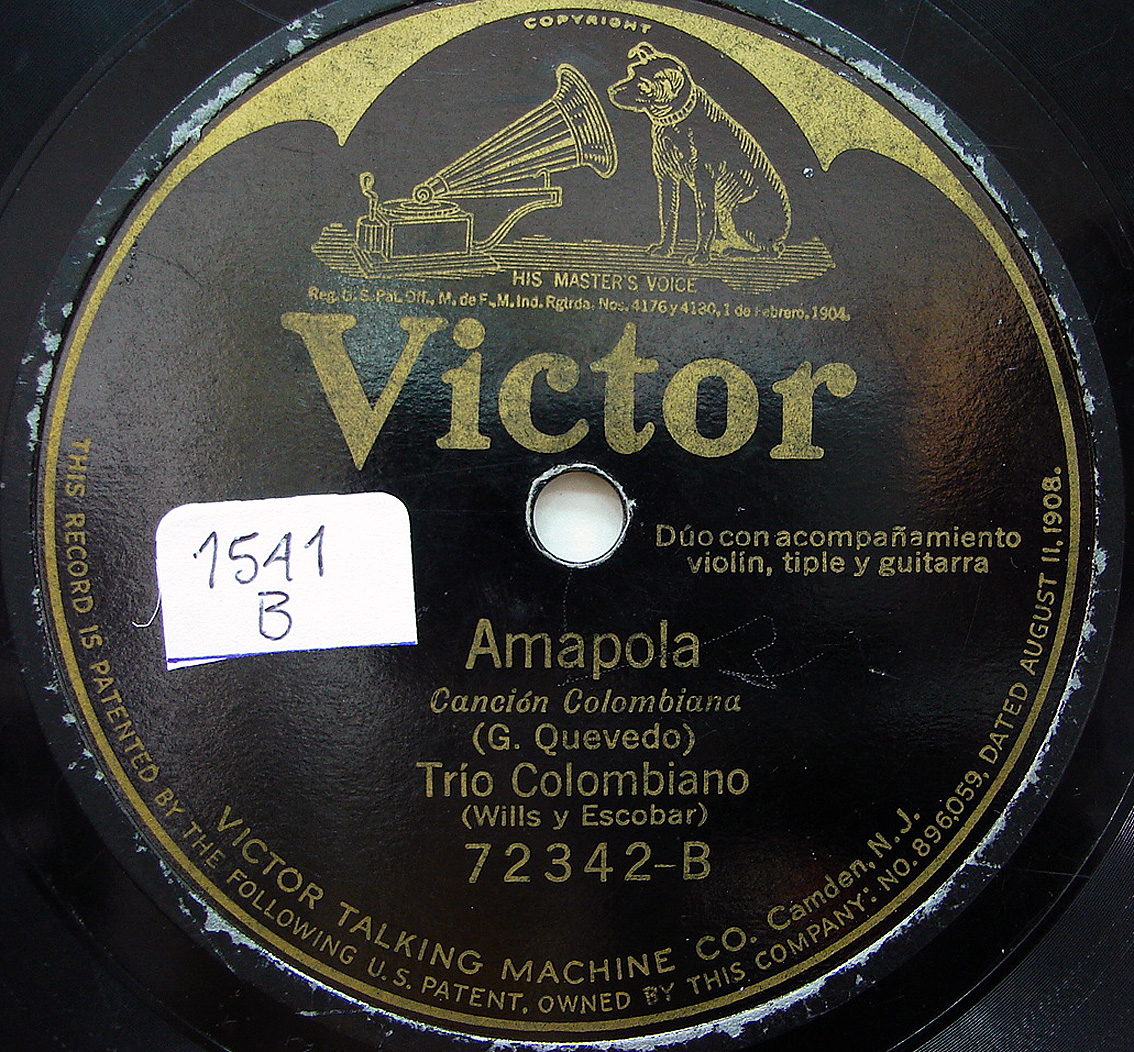 COPYRIGHT
HIS MASTER'S VOICE
Reg. U. S. Pat. Off., M. de F., M. Ind. Rgtrda. Nos. 4176 y 4130, 1 de Febrero, 1904.
Victor
1541
B
Dúo con acompañamiento
violín, tiple y guitarra
Amapola
Canción Colombiana
(G. Quevedo)
Trío Colombiano
(Wills y Escobar)
72342-B
VICTOR TALKING MACHINE CO. Camden, N. J.
THIS RECORD IS PATENTED BY THE FOLLOWING U.S. PATENT, OWNED BY THIS COMPANY: NO. 896,059, DATED AUGUST 11, 1908.